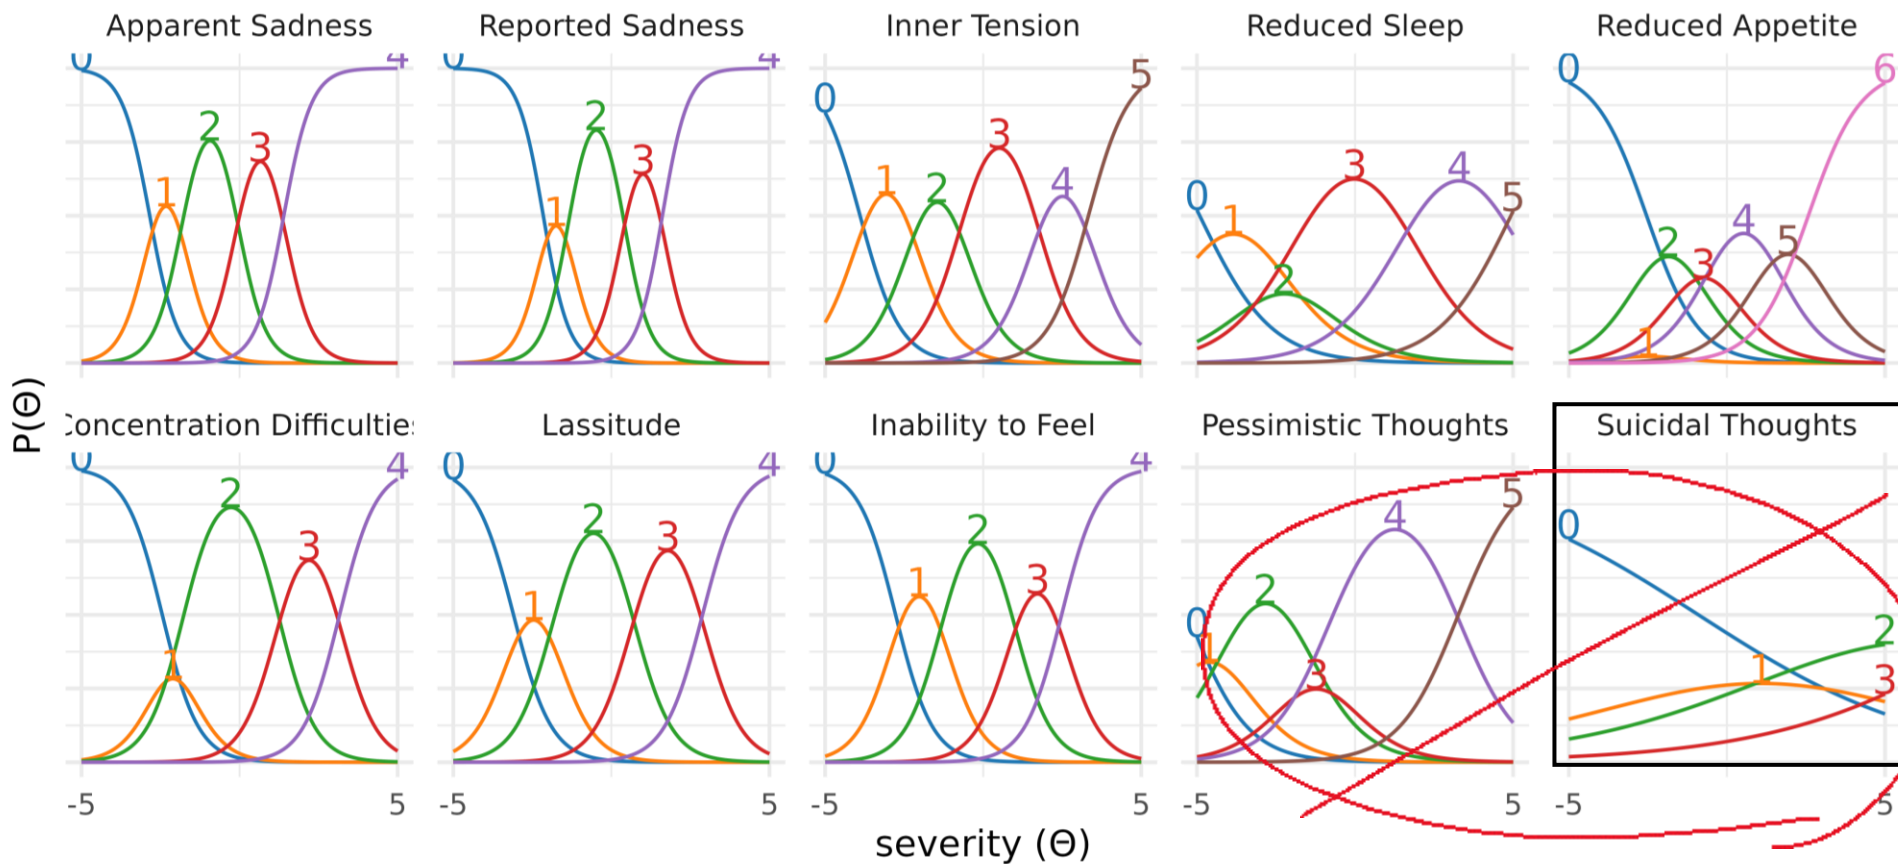 Apparent Sadness
Reported Sadness
Inner Tension
Reduced Sleep
Reduced Appetite
0 1 2 3 4
0 1 2 3 4
0 1 2 3 4 5
0 1 2 3 4 5
0 1 2 3 4 5 6
P(Θ)
Concentration Difficulties
Lassitude
Inability to Feel
Pessimistic Thoughts
Suicidal Thoughts
0 1 2 3 4
0 1 2 3 4
0 1 2 3 4
0 1 2 3 4 5
0 1 2 3
-5 5
-5 5
-5 5
-5 5
-5 5
severity (Θ)